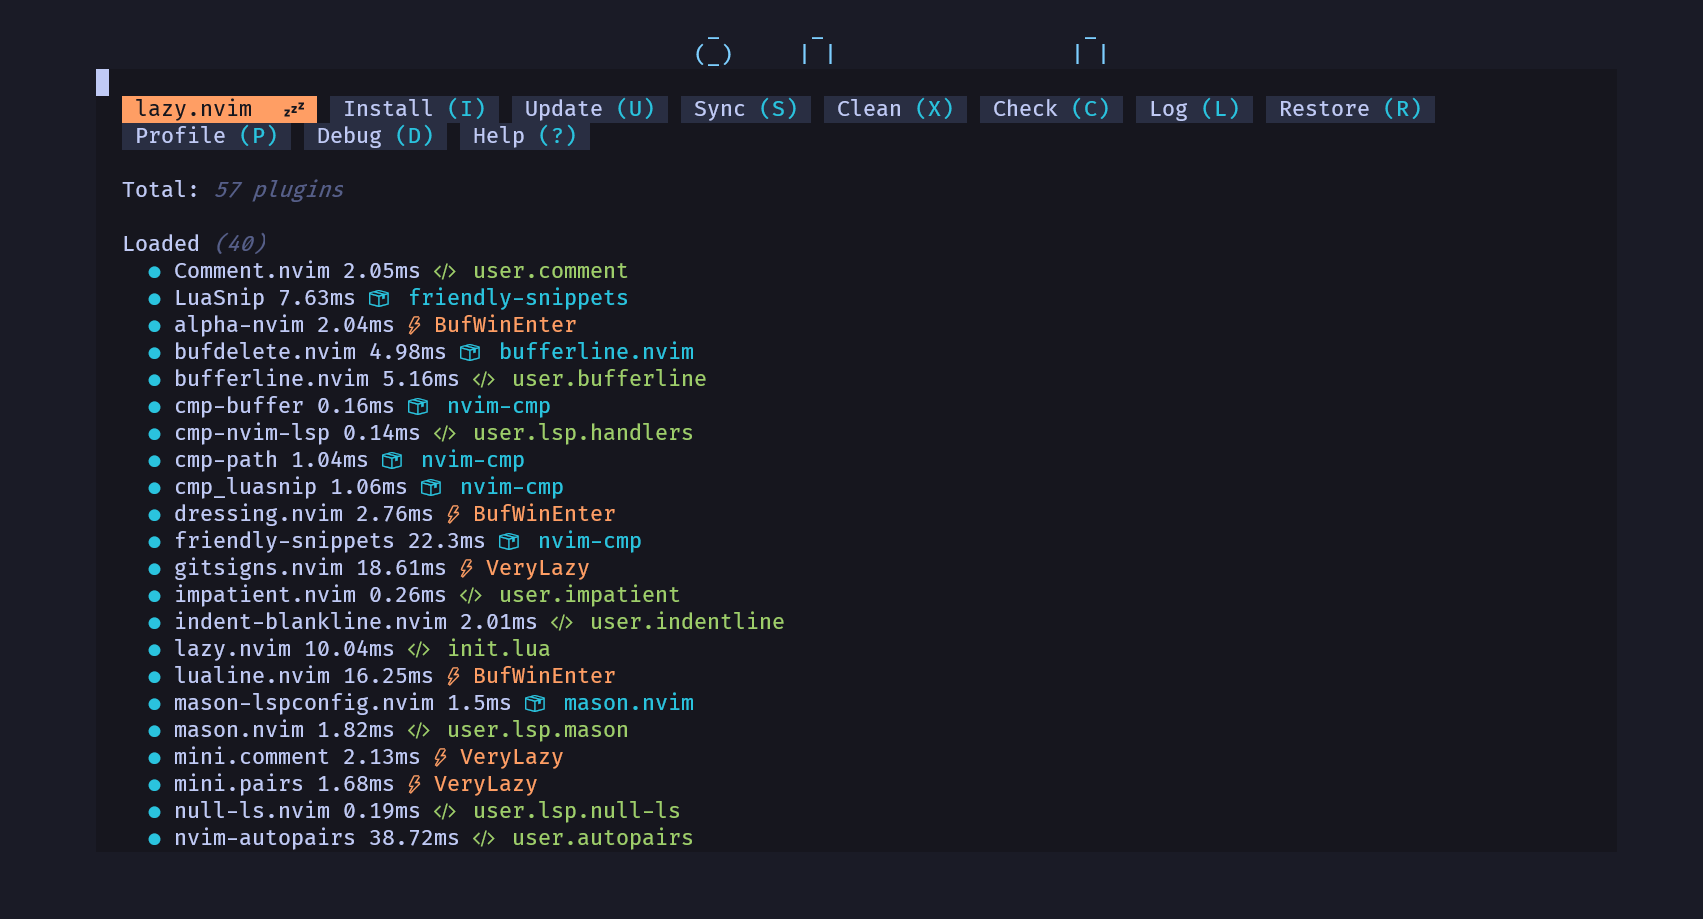 lazy.nvim zzz Install (I) Update (U) Sync (S) Clean (X) Check (C) Log (L) Restore (R)
Profile (P) Debug (D) Help (?)
Total: 57 plugins
Loaded (40)
● Comment.nvim 2.05ms </> user.comment
● LuaSnip 7.63ms friendly-snippets
● alpha-nvim 2.04ms BufWinEnter
● bufdelete.nvim 4.98ms bufferline.nvim
● bufferline.nvim 5.16ms </> user.bufferline
● cmp-buffer 0.16ms nvim-cmp
● cmp-nvim-lsp 0.14ms </> user.lsp.handlers
● cmp-path 1.04ms nvim-cmp
● cmp_luasnip 1.06ms nvim-cmp
● dressing.nvim 2.76ms BufWinEnter
● friendly-snippets 22.3ms nvim-cmp
● gitsigns.nvim 18.61ms VeryLazy
● impatient.nvim 0.26ms </> user.impatient
● indent-blankline.nvim 2.01ms </> user.indentline
● lazy.nvim 10.04ms </> init.lua
● lualine.nvim 16.25ms BufWinEnter
● mason-lspconfig.nvim 1.5ms mason.nvim
● mason.nvim 1.82ms </> user.lsp.mason
● mini.comment 2.13ms VeryLazy
● mini.pairs 1.68ms VeryLazy
● null-ls.nvim 0.19ms </> user.lsp.null-ls
● nvim-autopairs 38.72ms </> user.autopairs